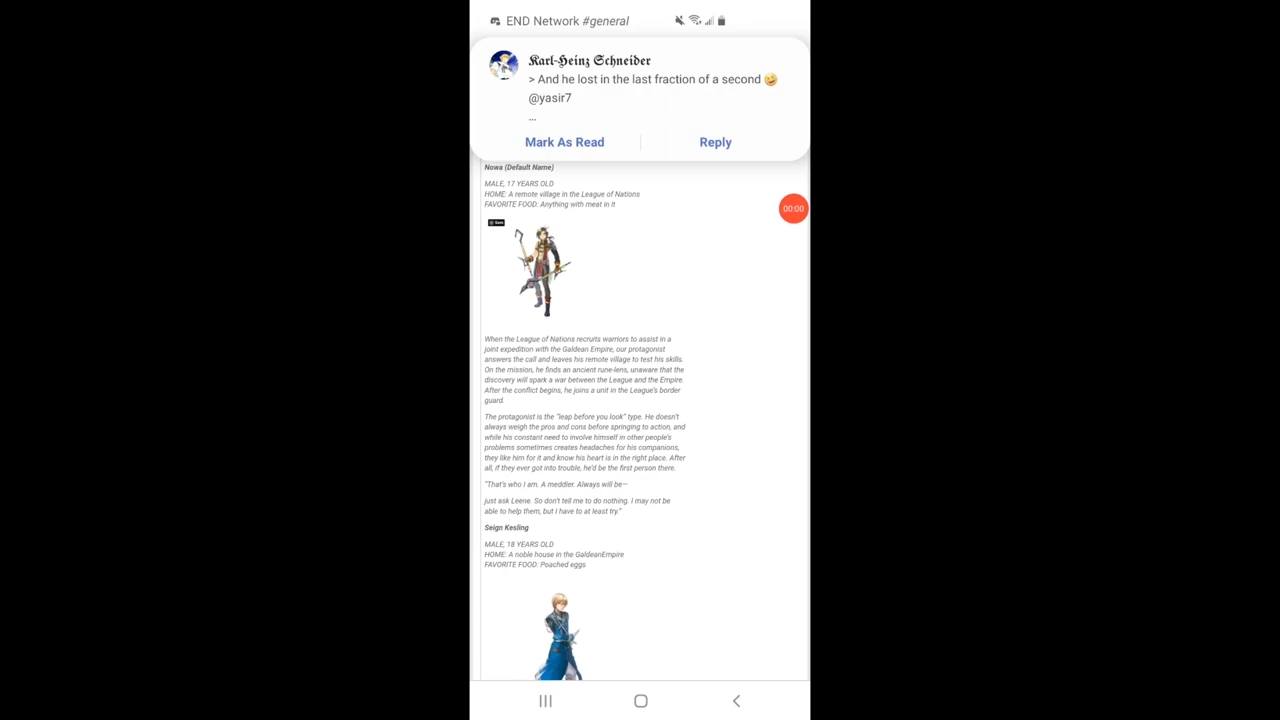 END Network #general
𝕶arl-𝕳einz 𝕾chneider
> And he lost in the last fraction of a second 🤣
@yasir7
...
Mark As Read
Reply
Nowa (Default Name)
MALE, 17 YEARS OLD
HOME: A remote village in the League of Nations
FAVORITE FOOD: Anything with meat in it
00:00
Save
When the League of Nations recruits warriors to assist in a
joint expedition with the Galdean Empire, our protagonist
answers the call and leaves his remote village to test his skills.
On the mission, he finds an ancient rune-lens, unaware that the
discovery will spark a war between the League and the Empire.
After the conflict begins, he joins a unit in the League's border
guard.
The protagonist is the "leap before you look" type. He doesn't
always weigh the pros and cons before springing to action, and
while his constant need to involve himself in other people's
problems sometimes creates headaches for his companions,
they like him for it and know his heart is in the right place. After
all, if they ever got into trouble, he'd be the first person there.
"That's who I am. A meddler. Always will be—
just ask Leene. So don't tell me to do nothing. I may not be
able to help them, but I have to at least try."
Seign Kesling
MALE, 18 YEARS OLD
HOME: A noble house in the GaldeanEmpire
FAVORITE FOOD: Poached eggs